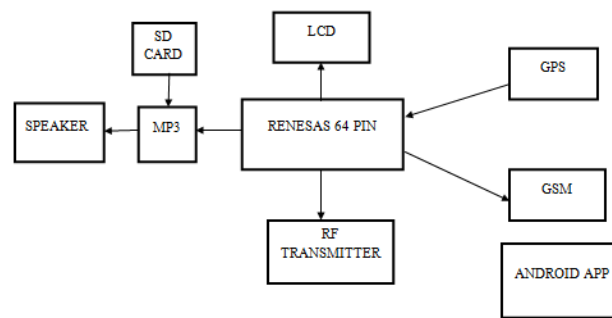 SD
CARD
LCD
GPS
SPEAKER
MP3
RENESAS 64 PIN
GSM
RF
TRANSMITTER
ANDROID APP